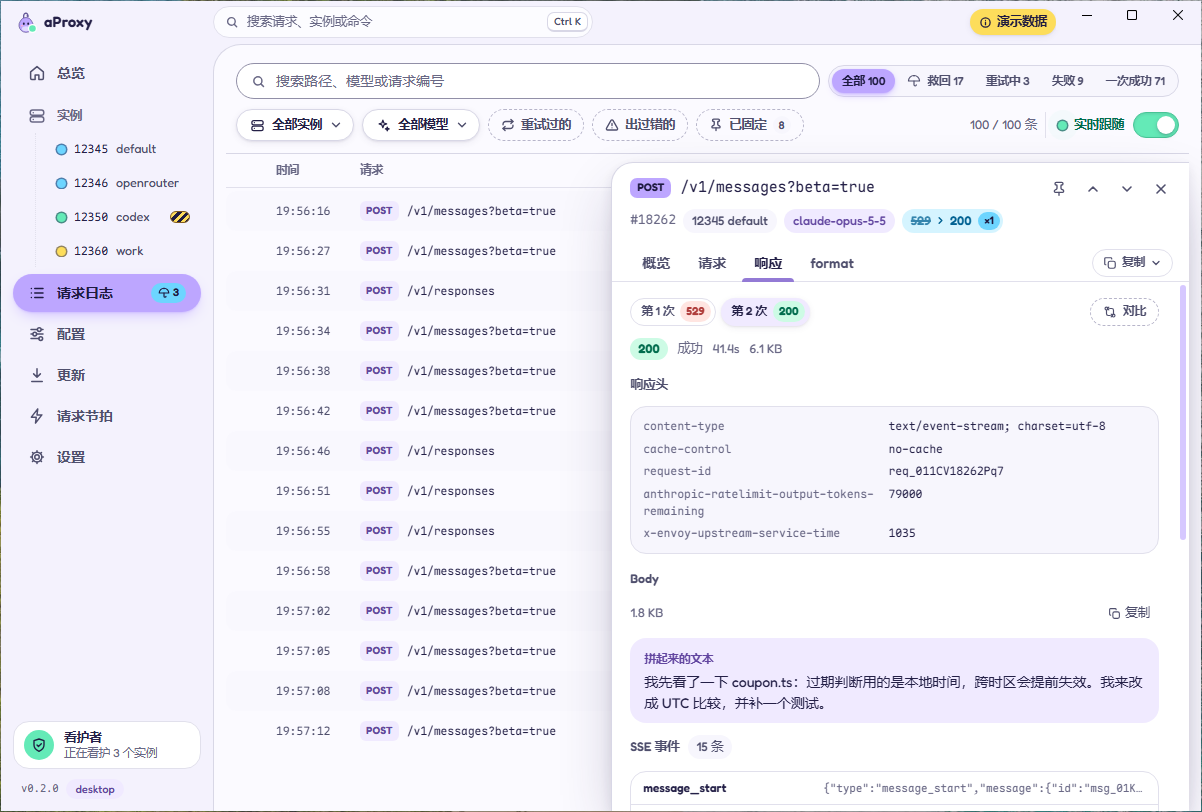 aProxy
搜索请求、实例或命令
Ctrl K
演示数据
总览
实例
12345 default
12346 openrouter
12350 codex
12360 work
请求日志 3
配置
更新
请求节拍
设置
看护者
正在看护 3 个实例
v0.2.0 desktop
搜索路径、模型或请求编号
全部 100 救回 17 重试中 3 失败 9 一次成功 71
全部实例 全部模型 重试过的 出过错的 已固定 8
100 / 100 条 实时跟随
时间 请求
19:56:16 POST /v1/messages?beta=true
19:56:27 POST /v1/messages?beta=true
19:56:31 POST /v1/responses
19:56:34 POST /v1/messages?beta=true
19:56:38 POST /v1/messages?beta=true
19:56:42 POST /v1/messages?beta=true
19:56:46 POST /v1/responses
19:56:51 POST /v1/responses
19:56:55 POST /v1/responses
19:56:58 POST /v1/messages?beta=true
19:57:02 POST /v1/messages?beta=true
19:57:05 POST /v1/messages?beta=true
19:57:08 POST /v1/messages?beta=true
19:57:12 POST /v1/messages?beta=true
POST /v1/messages?beta=true
#18262 12345 default claude-opus-5-5 529 > 200 x1
概览 请求 响应 format
复制
第 1 次 529 第 2 次 200
对比
200 成功 41.4s 6.1 KB
响应头
content-type text/event-stream; charset=utf-8
cache-control no-cache
request-id req_011CV18262Pq7
anthropic-ratelimit-output-tokens- 79000
remaining
x-envoy-upstream-service-time 1035
Body
1.8 KB 复制
拼起来的文本
我先看了一下 coupon.ts：过期判断用的是本地时间，跨时区会提前失效。我来改
成 UTC 比较，并补一个测试。
SSE 事件 15 条
message_start {"type":"message_start","message":{"id":"msg_01K…